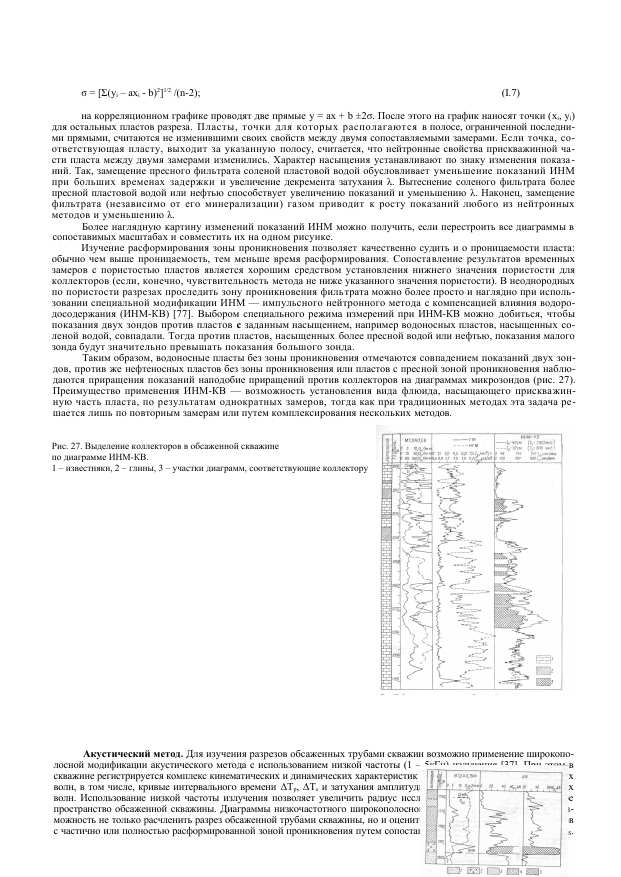 σ = [Σ(yᵢ – axᵢ - b)²]¹/² /(n-2); (I.7)
на корреляционном графике проводят две прямые y = ax + b ±2σ. После этого на график наносят точки (xᵢ, yᵢ)
для остальных пластов разреза. Пласты, точки для которых располагаются в полосе, ограниченной последни-
ми прямыми, считаются не изменившими своих свойств между двумя сопоставляемыми замерами. Если точка, со-
ответствующая пласту, выходит за указанную полосу, считается, что нейтронные свойства прискважинной ча-
сти пласта между двумя замерами изменились. Характер насыщения устанавливают по знаку изменения показа-
ний. Так, замещение пресного фильтрата соленой пластовой водой обусловливает уменьшение показаний ИНМ
при больших временах задержки и увеличение декремента затухания λ. Вытеснение соленого фильтрата более
пресной пластовой водой или нефтью способствует увеличению показаний и уменьшению λ. Наконец, замещение
фильтрата (независимо от его минерализации) газом приводит к росту показаний любого из нейтронных
методов и уменьшению λ.
Более наглядную картину изменений показаний ИНМ можно получить, если перестроить все диаграммы в
сопоставимых масштабах и совместить их на одном рисунке.
Изучение расформирования зоны проникновения позволяет качественно судить и о проницаемости пласта:
обычно чем выше проницаемость, тем меньше время расформирования. Сопоставление результатов временных
замеров с пористостью пластов является хорошим средством установления нижнего значения пористости для
коллекторов (если, конечно, чувствительность метода не ниже указанного значения пористости). В неоднородных
по пористости разрезах проследить зону проникновения фильтрата можно более просто и наглядно при исполь-
зовании специальной модификации ИНМ — импульсного нейтронного метода с компенсацией влияния водоро-
досодержания (ИНМ-КВ) [77]. Выбором специального режима измерений при ИНМ-КВ можно добиться, чтобы
показания двух зондов против пластов с заданным насыщением, например водоносных пластов, насыщенных со-
леной водой, совпадали. Тогда против пластов, насыщенных более пресной водой или нефтью, показания малого
зонда будут значительно превышать показания большого зонда.
Таким образом, водоносные пласты без зоны проникновения отмечаются совпадением показаний двух зон-
дов, против же нефтеносных пластов без зоны проникновения или пластов с пресной зоной проникновения наблю-
даются приращения показаний наподобие приращений против коллекторов на диаграммах микрозондов (рис. 27).
Преимущество применения ИНМ-КВ — возможность установления вида флюида, насыщающего прискважин-
ную часть пласта, по результатам однократных замеров, тогда как при традиционных методах эта задача ре-
шается лишь по повторным замерам или путем комплексирования нескольких методов.
Рис. 27. Выделение коллекторов в обсаженной скважине
по диаграмме ИНМ-КВ.
1 – известняки, 2 – глины, 3 – участки диаграмм, соответствующие коллектору
ИНМ-КВ
Акустический метод. Для изучения разрезов обсаженных трубами скважин возможно применение широкопо-
лосной модификации акустического метода с использованием низкой частоты (1 – 5кГц) излучения [37]. При этом в
скважине регистрируется комплекс кинематических и динамических характеристик
волн, в том числе, кривые интервального времени ΔTₚ, ΔTₛ и затухания амплитуд
волн. Использование низкой частоты излучения позволяет увеличить радиус иссл
пространство обсаженной скважины. Диаграммы низкочастотного широкополосно
можность не только расчленить разрез обсаженной трубами скважины, но и оценит
с частично или полностью расформированной зоной проникновения путем сопостав